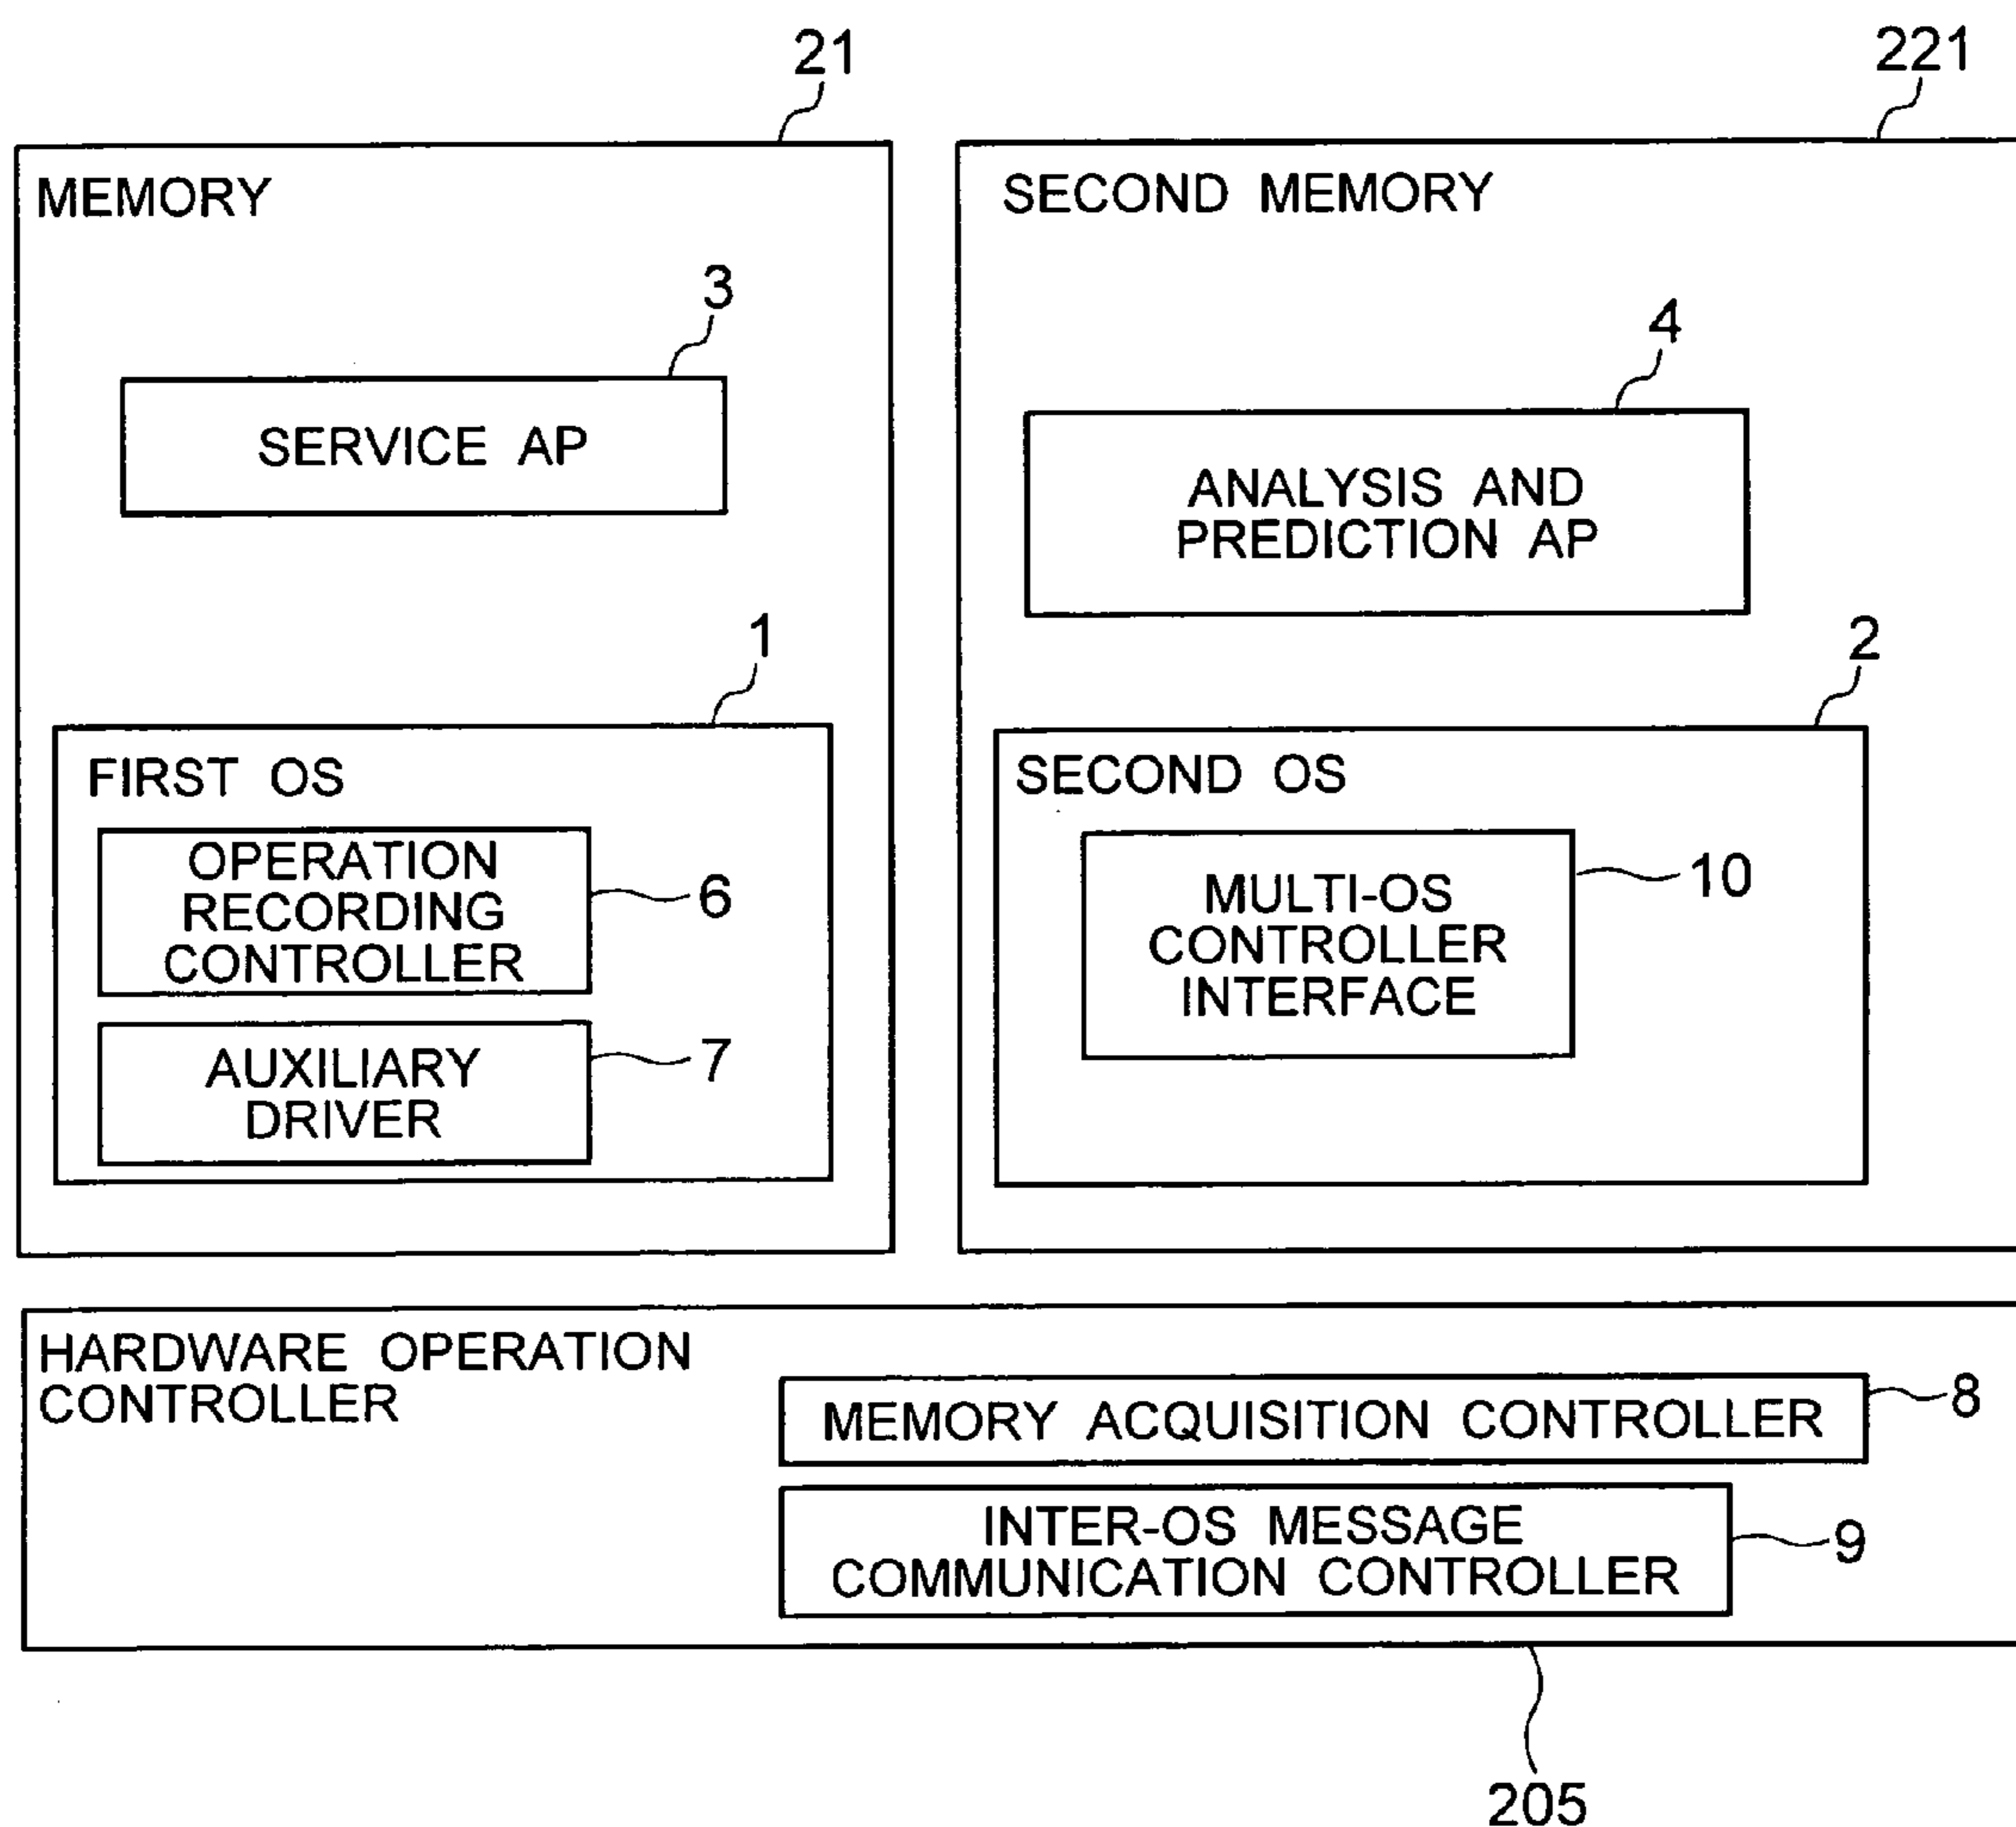 21
MEMORY
3
SERVICE AP
1
FIRST OS
OPERATION
RECORDING
CONTROLLER
6
AUXILIARY
DRIVER
7
221
SECOND MEMORY
4
ANALYSIS AND
PREDICTION AP
2
SECOND OS
MULTI-OS
CONTROLLER
INTERFACE
10
HARDWARE OPERATION
CONTROLLER
MEMORY ACQUISITION CONTROLLER
8
INTER-OS MESSAGE
COMMUNICATION CONTROLLER
9
205